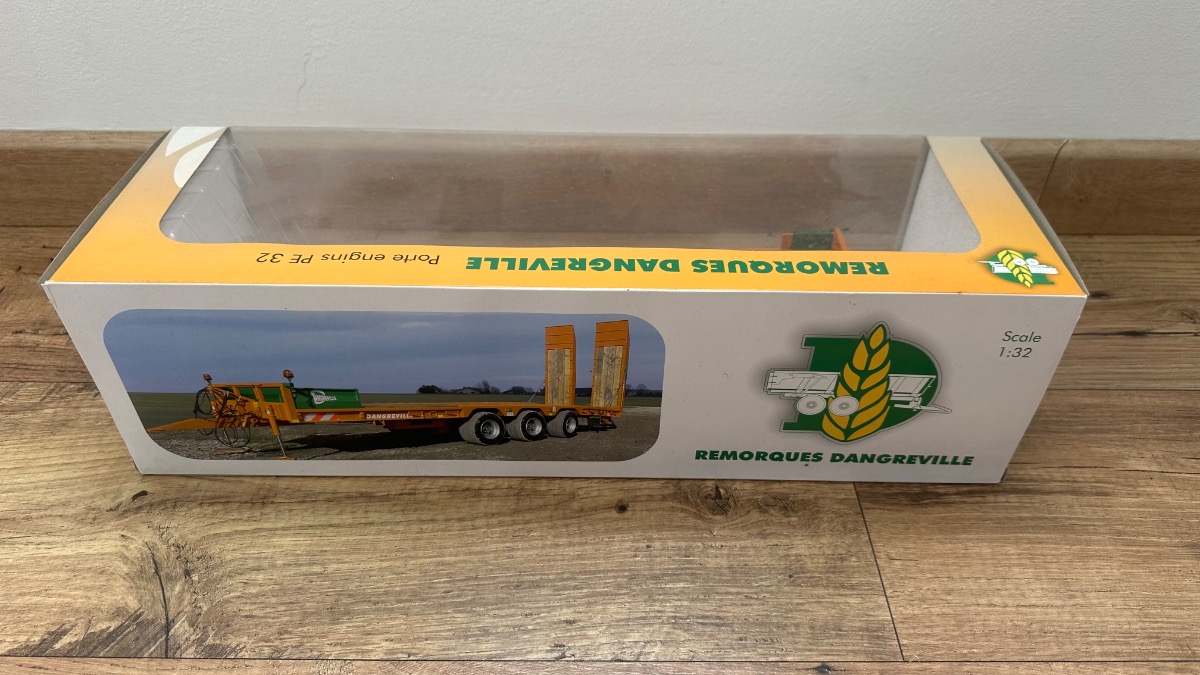 REMORQUES DANGREVILLE
Porte engins PE 32
DANGREVILLE
Scale
1:32
REMORQUES DANGREVILLE